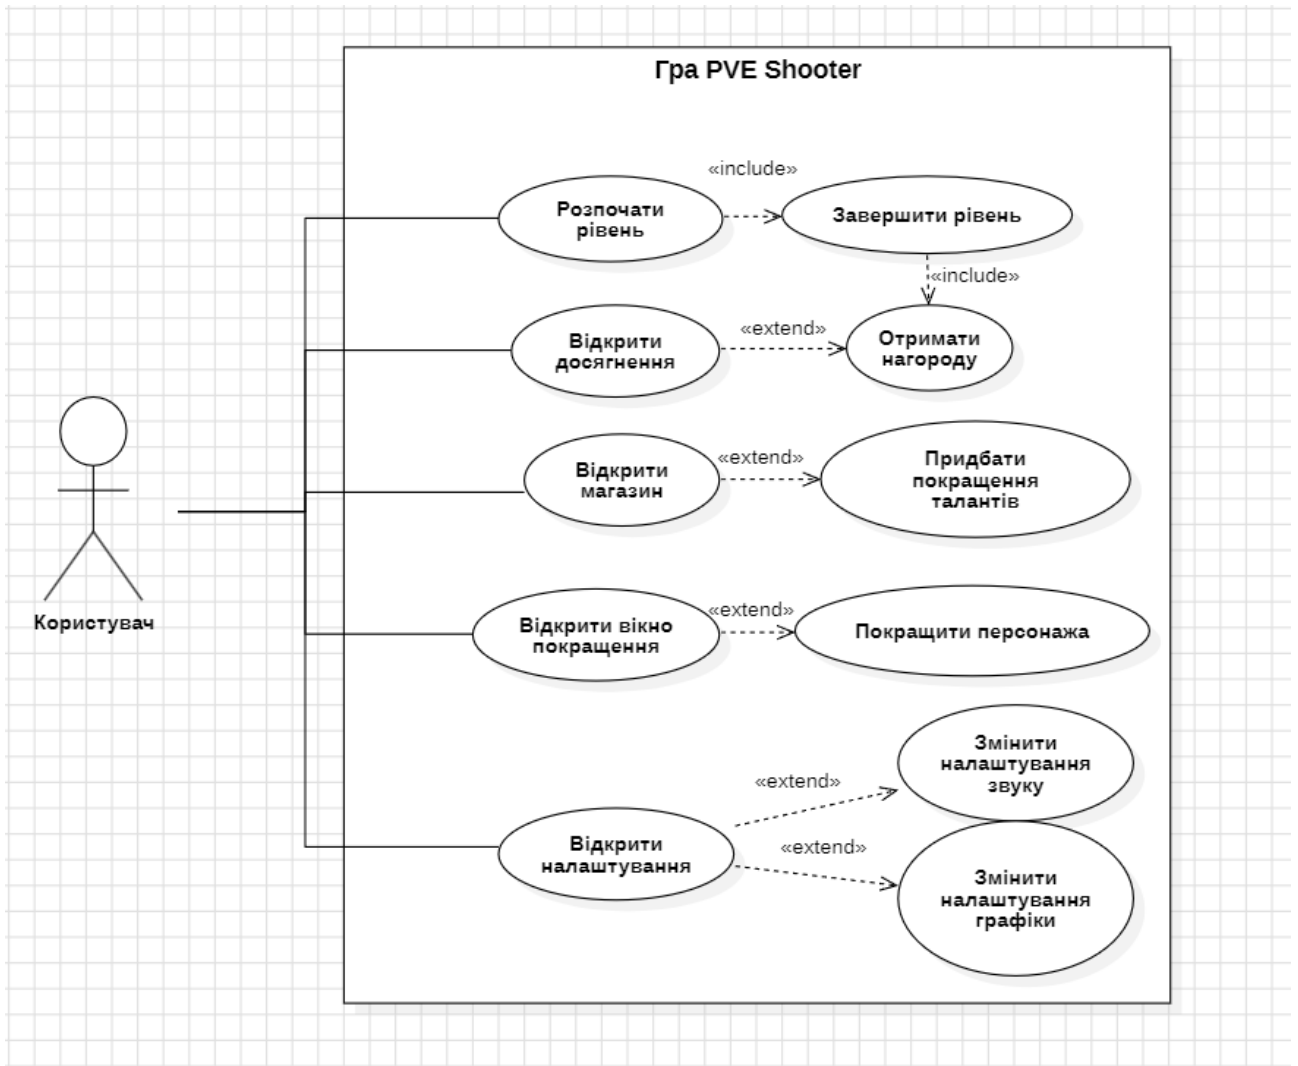 Гра PVE Shooter
«include»
Розпочати
рівень
Завершити рівень
«include»
Відкрити
досягнення
«extend»
Отримати
нагороду
Відкрити
магазин
«extend»
Придбати
покращення
талантів
Користувач
Відкрити вікно
покращення
«extend»
Покращити персонажа
Відкрити
налаштування
«extend»
Змінити
налаштування
звуку
«extend»
Змінити
налаштування
графіки